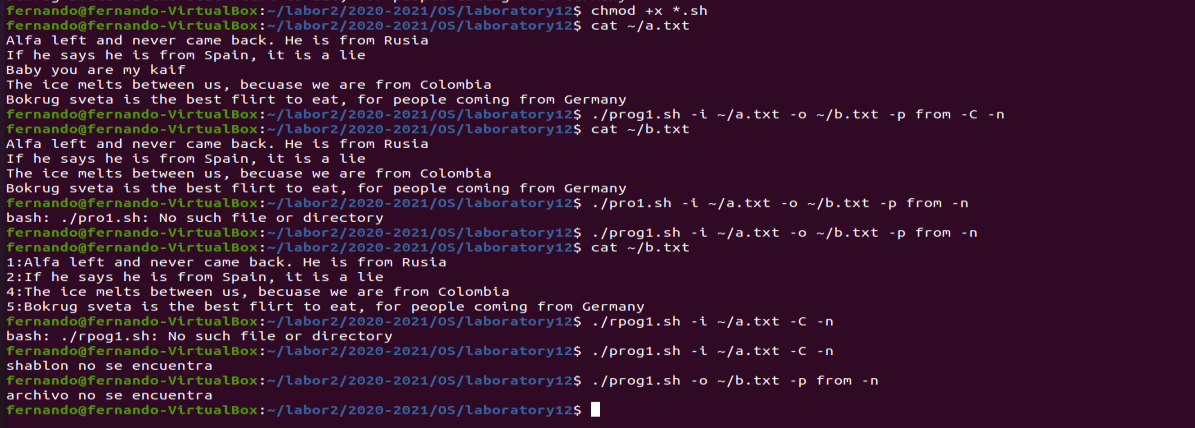 fernando@fernando-VirtualBox:~/labor2/2020-2021/OS/laboratory12$ chmod +x *.sh
fernando@fernando-VirtualBox:~/labor2/2020-2021/OS/laboratory12$ cat ~/a.txt
Alfa left and never came back. He is from Rusia
If he says he is from Spain, it is a lie
Baby you are my kaif
The ice melts between us, becuase we are from Colombia
Bokrug sveta is the best flirt to eat, for people coming from Germany
fernando@fernando-VirtualBox:~/labor2/2020-2021/OS/laboratory12$ ./prog1.sh -i ~/a.txt -o ~/b.txt -p from -C -n
fernando@fernando-VirtualBox:~/labor2/2020-2021/OS/laboratory12$ cat ~/b.txt
Alfa left and never came back. He is from Rusia
If he says he is from Spain, it is a lie
The ice melts between us, becuase we are from Colombia
Bokrug sveta is the best flirt to eat, for people coming from Germany
fernando@fernando-VirtualBox:~/labor2/2020-2021/OS/laboratory12$ ./pro1.sh -i ~/a.txt -o ~/b.txt -p from -n
bash: ./pro1.sh: No such file or directory
fernando@fernando-VirtualBox:~/labor2/2020-2021/OS/laboratory12$ ./prog1.sh -i ~/a.txt -o ~/b.txt -p from -n
fernando@fernando-VirtualBox:~/labor2/2020-2021/OS/laboratory12$ cat ~/b.txt
1:Alfa left and never came back. He is from Rusia
2:If he says he is from Spain, it is a lie
4:The ice melts between us, becuase we are from Colombia
5:Bokrug sveta is the best flirt to eat, for people coming from Germany
fernando@fernando-VirtualBox:~/labor2/2020-2021/OS/laboratory12$ ./rpog1.sh -i ~/a.txt -C -n
bash: ./rpog1.sh: No such file or directory
fernando@fernando-VirtualBox:~/labor2/2020-2021/OS/laboratory12$ ./prog1.sh -i ~/a.txt -C -n
shablon no se encuentra
fernando@fernando-VirtualBox:~/labor2/2020-2021/OS/laboratory12$ ./prog1.sh -o ~/b.txt -p from -n
archivo no se encuentra
fernando@fernando-VirtualBox:~/labor2/2020-2021/OS/laboratory12$